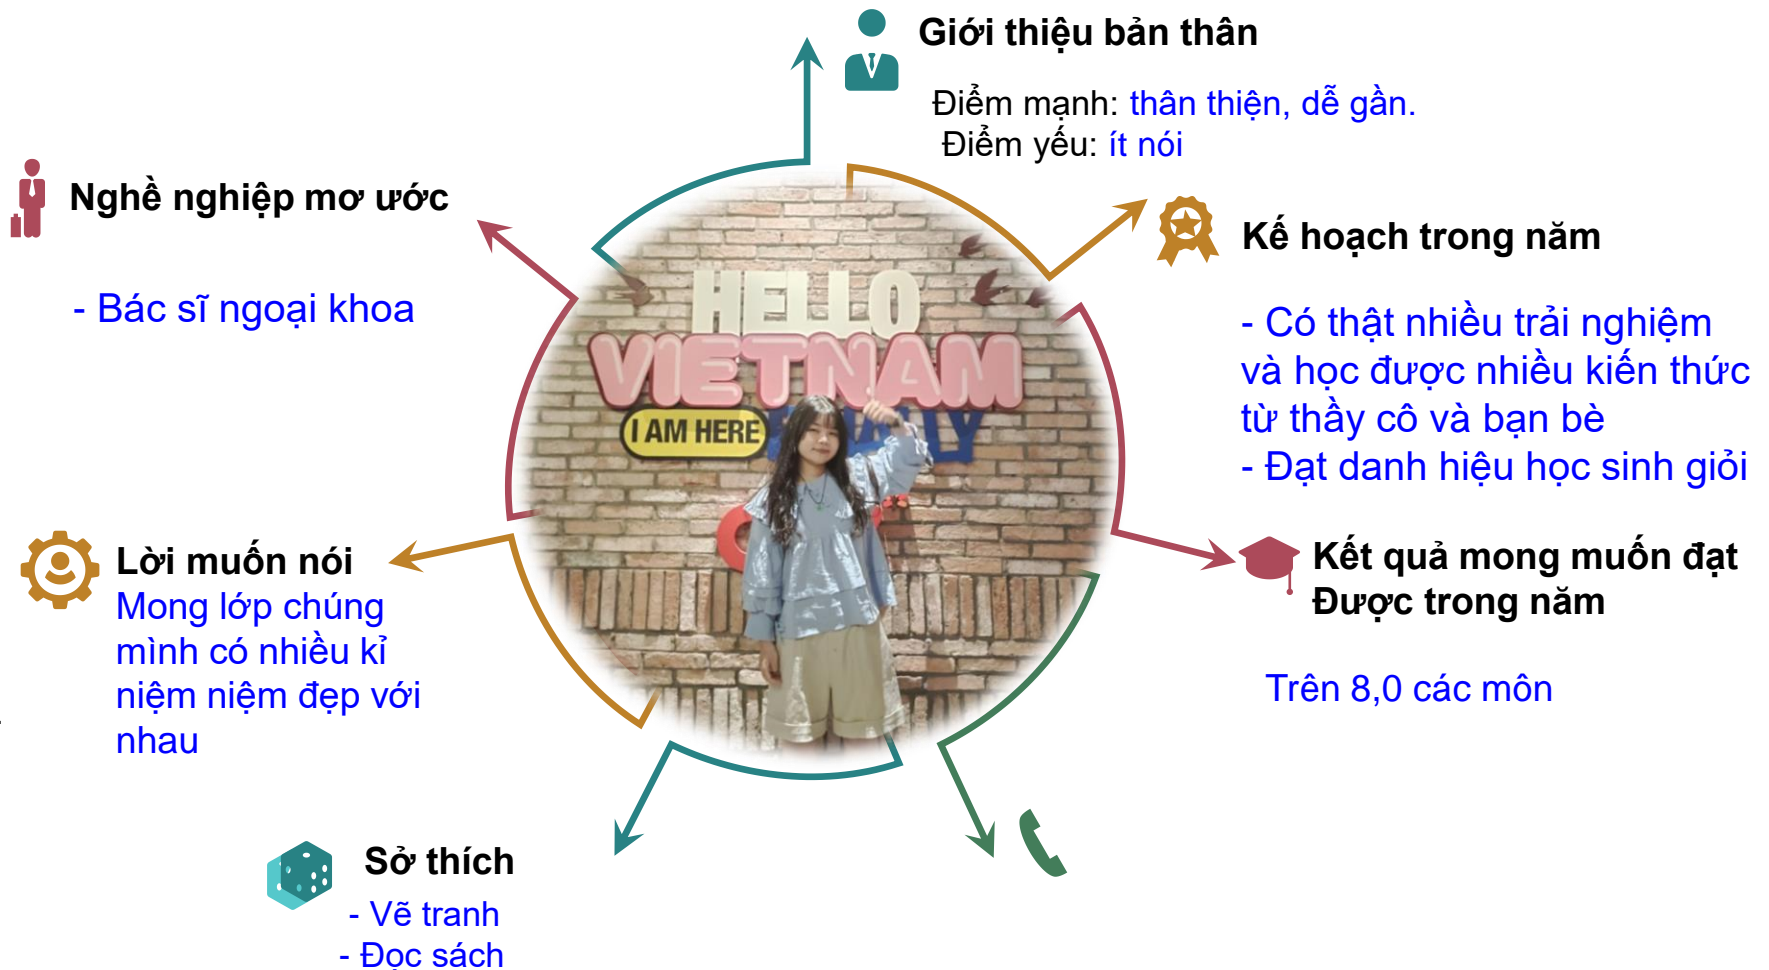 Giới thiệu bản thân
Điểm mạnh: thân thiện, dễ gần.
Điểm yếu: ít nói
Nghề nghiệp mơ ước
- Bác sĩ ngoại khoa
Kế hoạch trong năm
- Có thật nhiều trải nghiệm
và học được nhiều kiến thức
từ thầy cô và bạn bè
- Đạt danh hiệu học sinh giỏi
HELLO
VIETNAM
I AM HERE
Lời muốn nói
Mong lớp chúng
mình có nhiều kỉ
niệm niệm đẹp với
nhau
Kết quả mong muốn đạt
Được trong năm
Trên 8,0 các môn
Sở thích
- Vẽ tranh
- Đọc sách